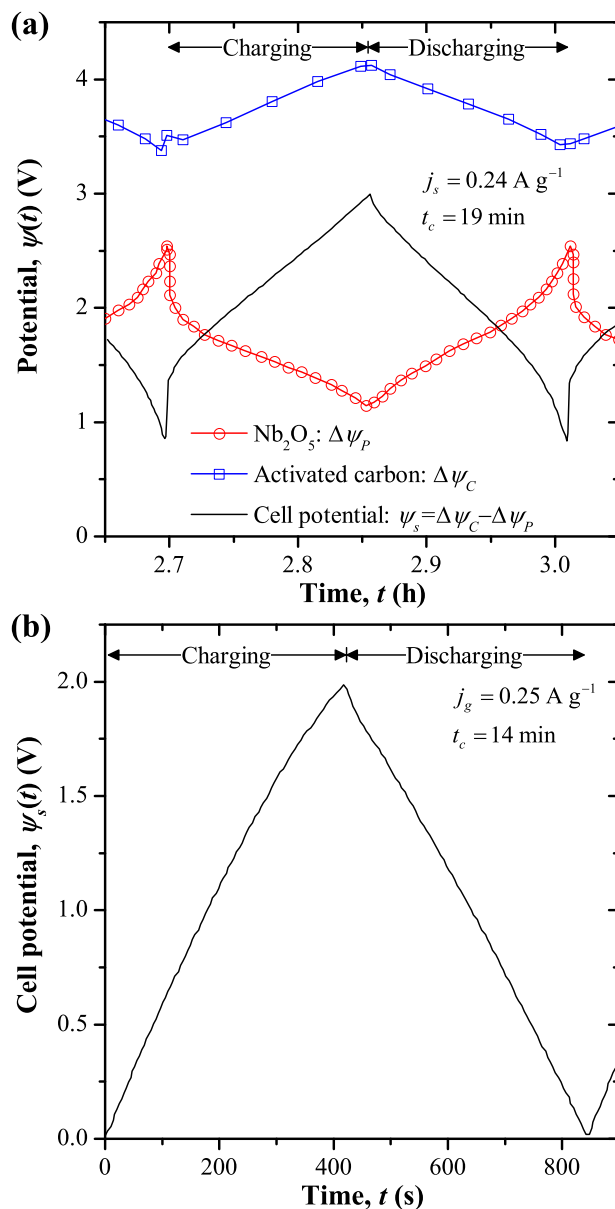 (a)
Charging
Discharging
4
3
2
1
0
Potential, ψ(t) (V)
j_s = 0.24 A g⁻¹
t_c = 19 min
Nb₂O₅: Δψ_P
Activated carbon: Δψ_C
Cell potential: ψ_s=Δψ_C−Δψ_P
2.7 2.8 2.9 3.0
Time, t (h)
(b)
Charging
Discharging
2.0
1.5
1.0
0.5
0.0
Cell potential, ψ_s(t) (V)
j_g = 0.25 A g⁻¹
t_c = 14 min
0 200 400 600 800
Time, t (s)